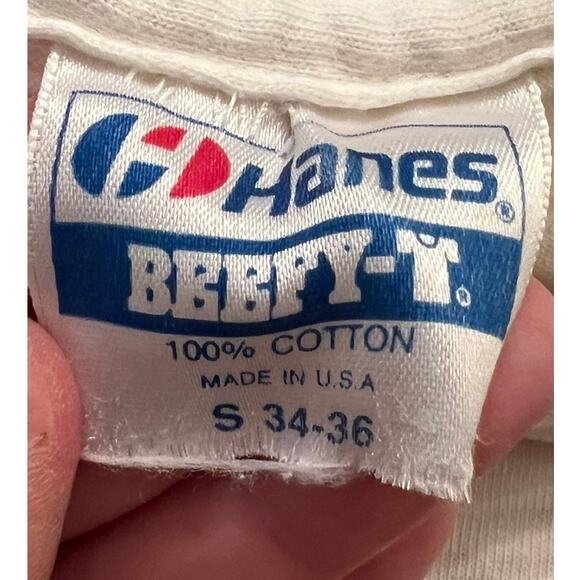 Hanes®
BEEFY-T®
100% COTTON
MADE IN U.S.A
S 34-36